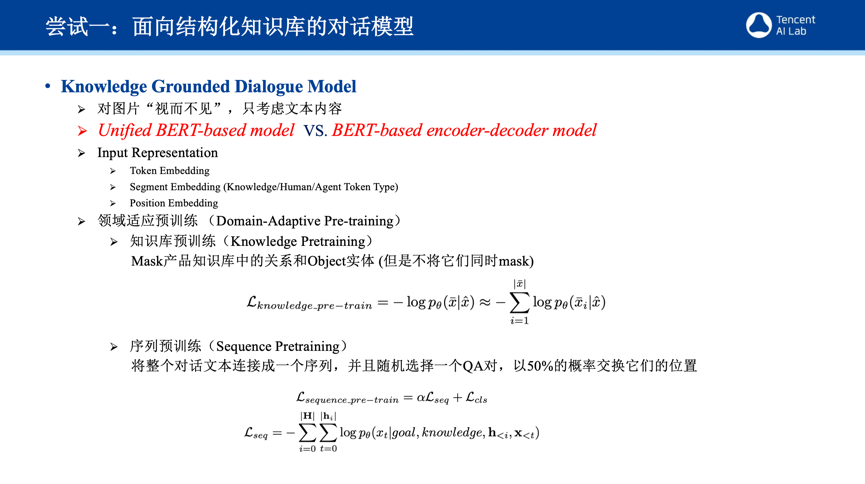 尝试一：面向结构化知识库的对话模型
Tencent
AI Lab
• Knowledge Grounded Dialogue Model
➢ 对图片“视而不见”，只考虑文本内容
➢ Unified BERT-based model VS. BERT-based encoder-decoder model
➢ Input Representation
➢ Token Embedding
➢ Segment Embedding (Knowledge/Human/Agent Token Type)
➢ Position Embedding
➢ 领域适应预训练 （Domain-Adaptive Pre-training）
➢ 知识库预训练（Knowledge Pretraining）
Mask产品知识库中的关系和Object实体 (但是不将它们同时mask)
$\mathcal{L}_{knowledge\_pre-train} = -\log p_\theta(\bar{x}|\hat{x}) \approx -\sum_{i=1}^{|\bar{x}|} \log p_\theta(\bar{x}_i|\hat{x})$
➢ 序列预训练（Sequence Pretraining）
将整个对话文本连接成一个序列，并且随机选择一个QA对，以50%的概率交换它们的位置
$\mathcal{L}_{sequence\_pre-train} = \alpha\mathcal{L}_{seq} + \mathcal{L}_{cls}$
$\mathcal{L}_{seq} = -\sum_{i=0}^{|\mathbf{H}|} \sum_{t=0}^{|\mathbf{h}_i|} \log p_\theta(x_t|goal, knowledge, \mathbf{h}_{<i}, \mathbf{x}_{<t})$